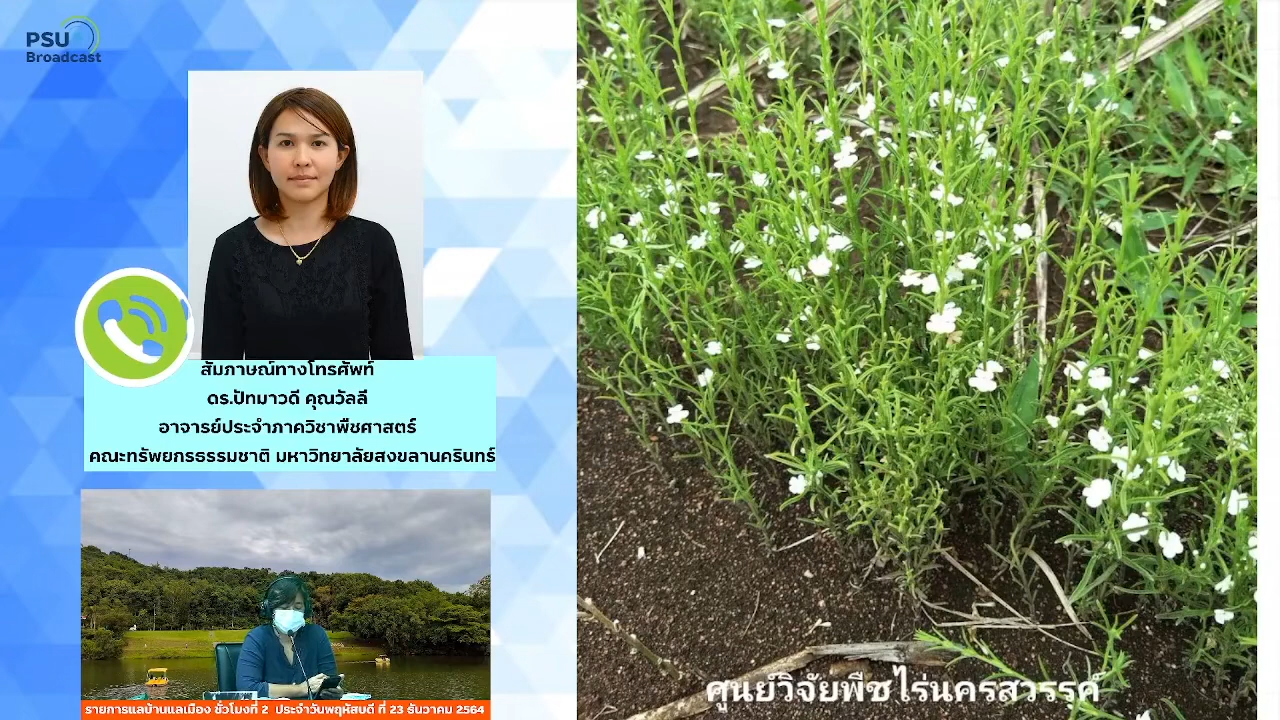 PSU
Broadcast
สัมภาษณ์ทางโทรศัพท์
ดร.ปัทมาวดี คุณวัลลี
อาจารย์ประจำภาควิชาพืชศาสตร์
คณะทรัพยกรธรรมชาติ มหาวิทยาลัยสงขลานครินทร์
รายการแลบ้านแลเมือง ชั่วโมงที่ 2 ประจำวันพฤหัสบดี ที่ 23 ธันวาคม 2564
ศูนย์วิจัยพืชไร่นครสวรรค์